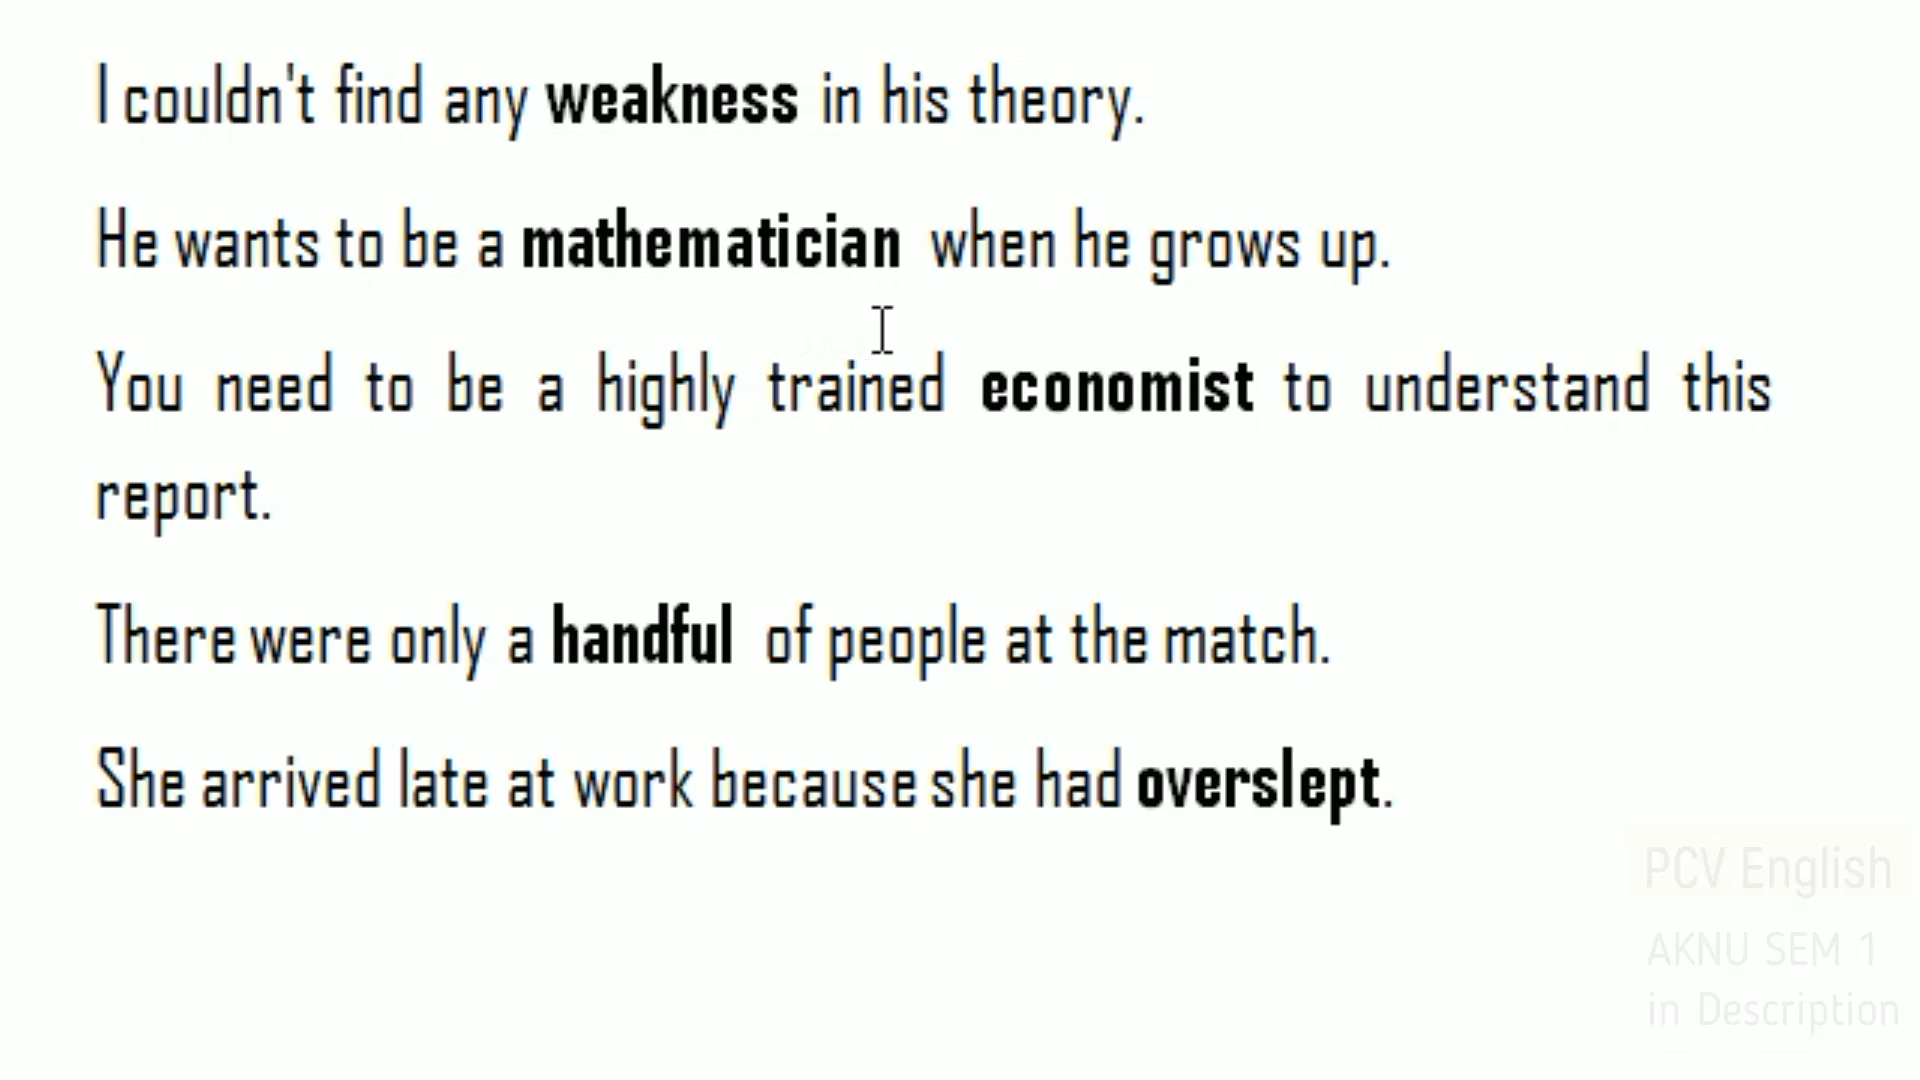 I couldn't find any weakness in his theory.
He wants to be a mathematician when he grows up.
You need to be a highly trained economist to understand this
report.
There were only a handful of people at the match.
She arrived late at work because she had overslept.
PCV English
AKNU SEM 1
in Description